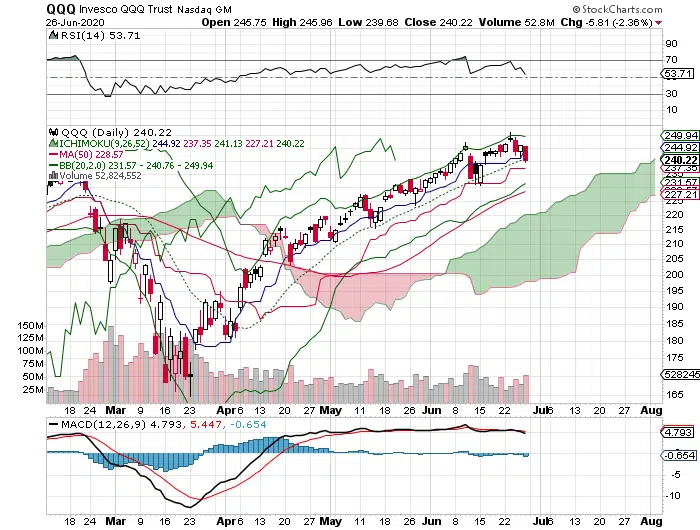 QQQ Invesco QQQ Trust Nasdaq GM
© StockCharts.com
26-Jun-2020
Open 245.75 High 245.96 Low 239.68 Close 240.22 Volume 52.8M Chg -5.81 (-2.36%)
RSI(14) 53.71
90
70
53.71
30
10
QQQ (Daily) 240.22
ICHIMOKU(9,26,52) 244.92 237.35 241.13 227.21 240.22
MA(50) 228.57
BB(20,2.0) 231.57 - 240.76 - 249.94
Volume 52,824,552
249.94
244.92
240.22
237.35
231.57
227.21
225
220
215
210
205
200
195
190
185
180
175
165
150M
125M
100M
75M
50M
25M
528245
18 24 Mar 9 16 23 Apr 6 13 20 27 May 11 18 26 Jun 8 15 22 Jul 6 13 20 27 Aug
MACD(12,26,9) 4.793, 5.447, -0.654
4.793
-0.654
-5
-10
18 24 Mar 9 16 23 Apr 6 13 20 27 May 11 18 26 Jun 8 15 22 Jul 6 13 20 27 Aug